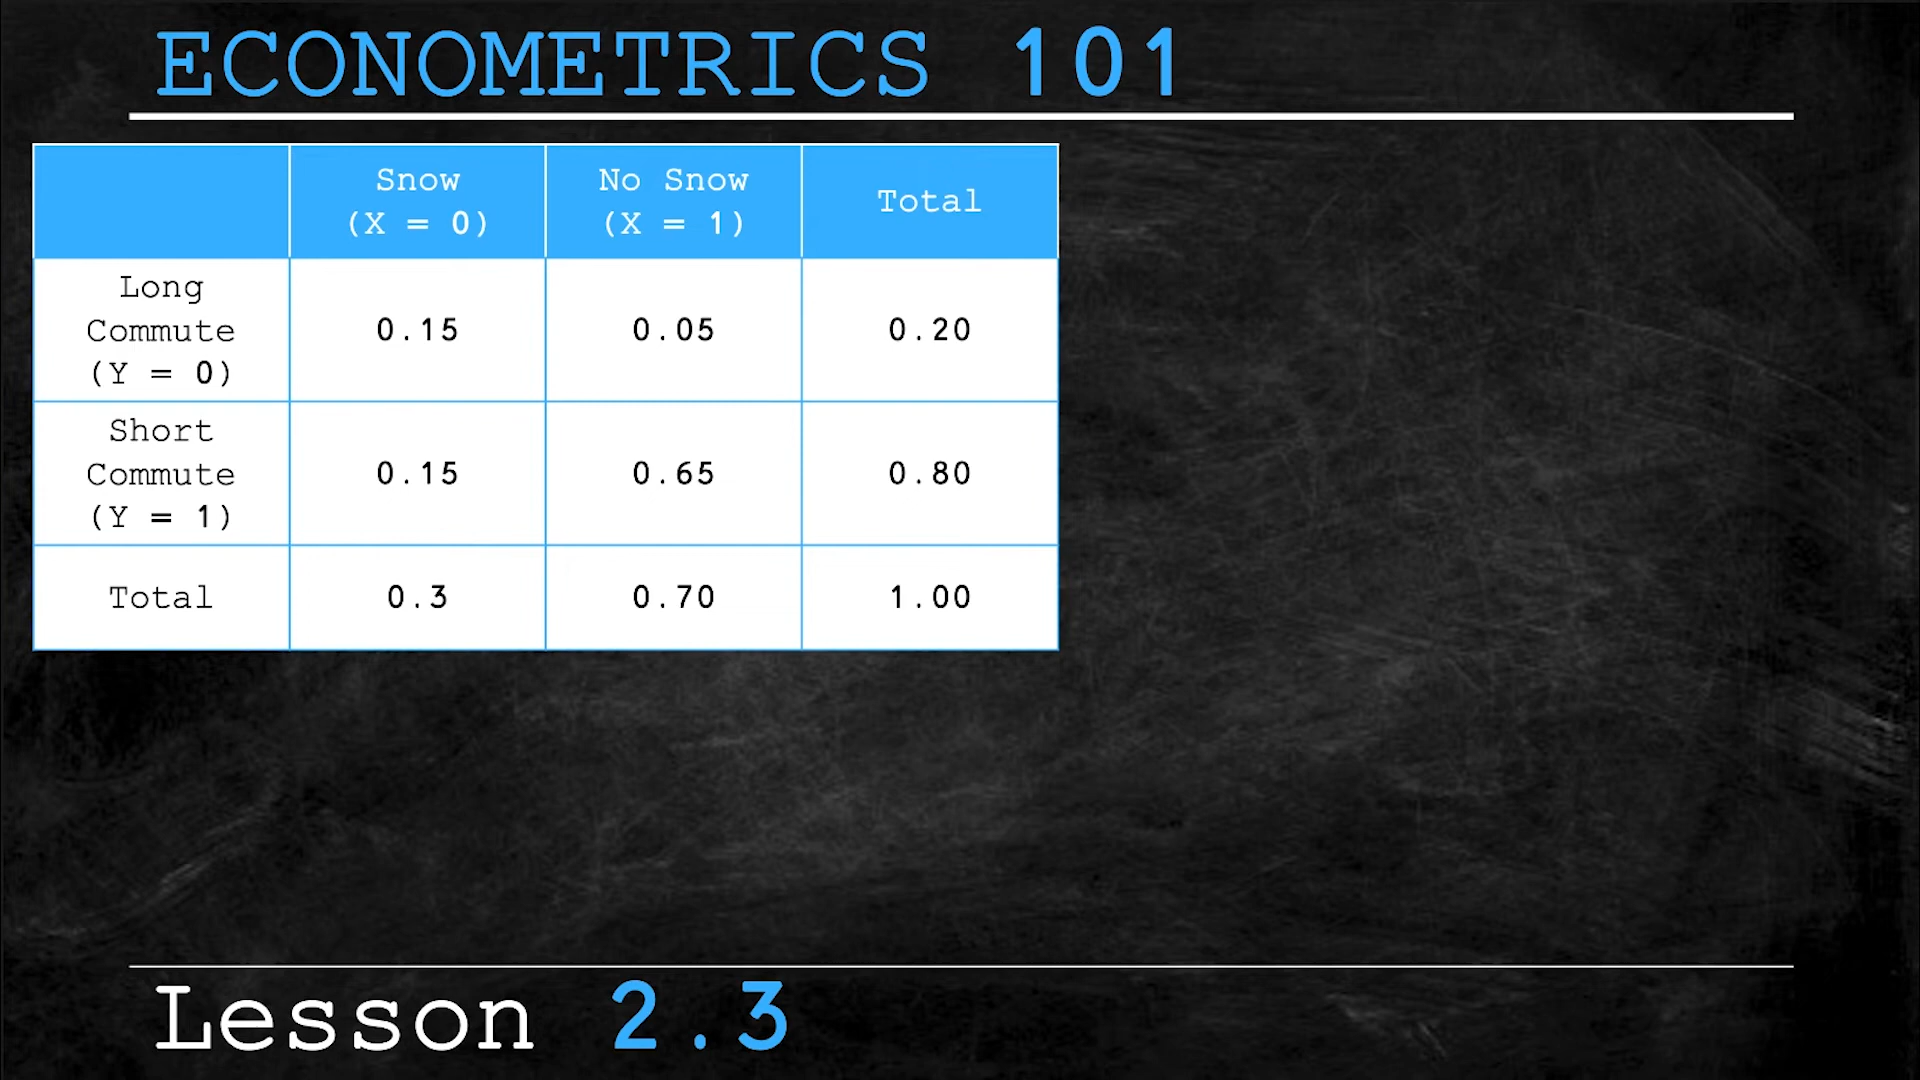 ECONOMETRICS 101
Snow
(X = 0)
No Snow
(X = 1)
Total
Long
Commute
(Y = 0)
0.15
0.05
0.20
Short
Commute
(Y = 1)
0.15
0.65
0.80
Total
0.3
0.70
1.00
Lesson 2.3